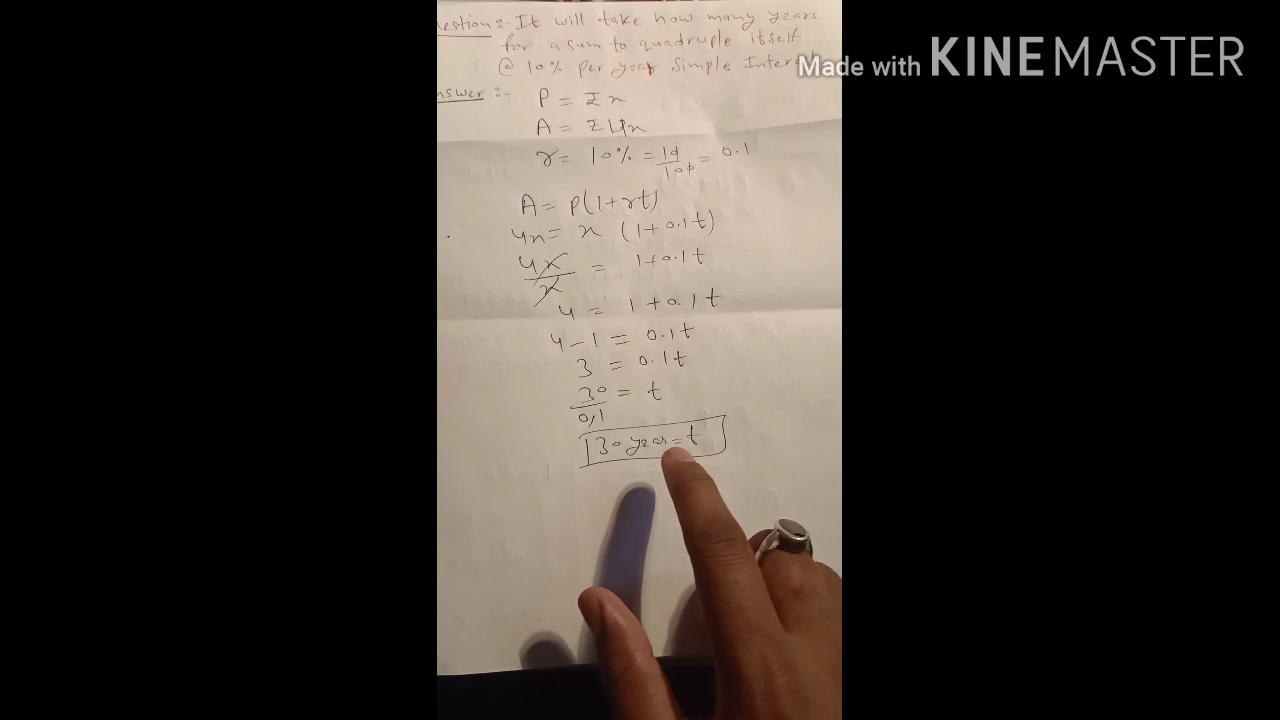 estion:- It will take how many years
for a sum to quadruple itself
@ 10% per year Simple Interest
Made with KINEMASTER
nswer :-
P = ₹ x
A = ₹ 4x
r = 10% = 10/100 = 0.1
A = P(1+rt)
4x = x (1+0.1t)
4x/x = 1+0.1t
4 = 1+0.1t
4-1 = 0.1t
3 = 0.1t
30/0.1 = t
30 year = t